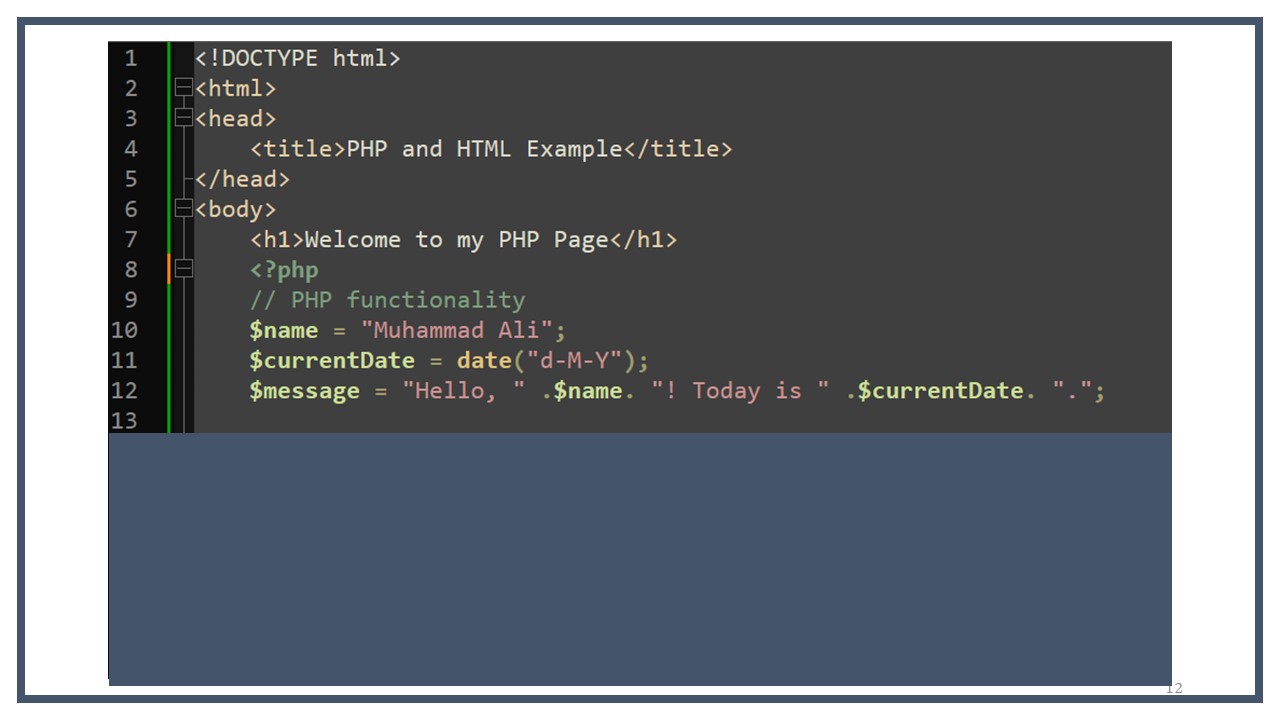 1 <!DOCTYPE html>
2 <html>
3 <head>
4     <title>PHP and HTML Example</title>
5 </head>
6 <body>
7     <h1>Welcome to my PHP Page</h1>
8     <?php
9     // PHP functionality
10     $name = "Muhammad Ali";
11     $currentDate = date("d-M-Y");
12     $message = "Hello, " .$name. "! Today is " .$currentDate. ".";
13
12